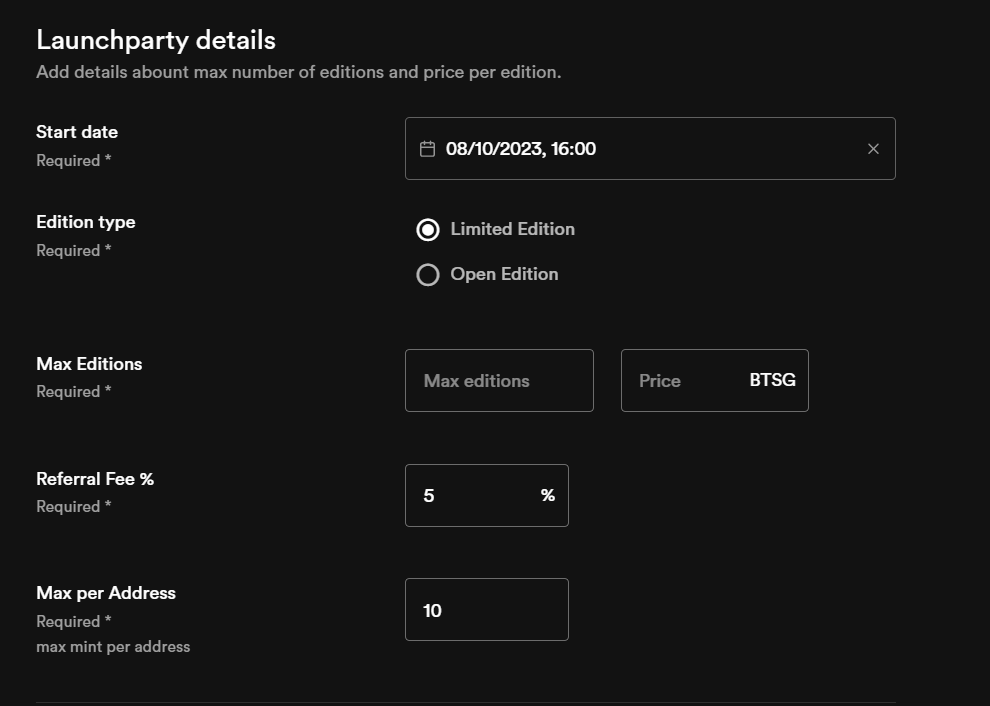 Launchparty details
Add details abount max number of editions and price per edition.
Start date
Required *
08/10/2023, 16:00
Edition type
Required *
Limited Edition
Open Edition
Max Editions
Required *
Max editions
Price BTSG
Referral Fee %
Required *
5 %
Max per Address
Required *
max mint per address
10